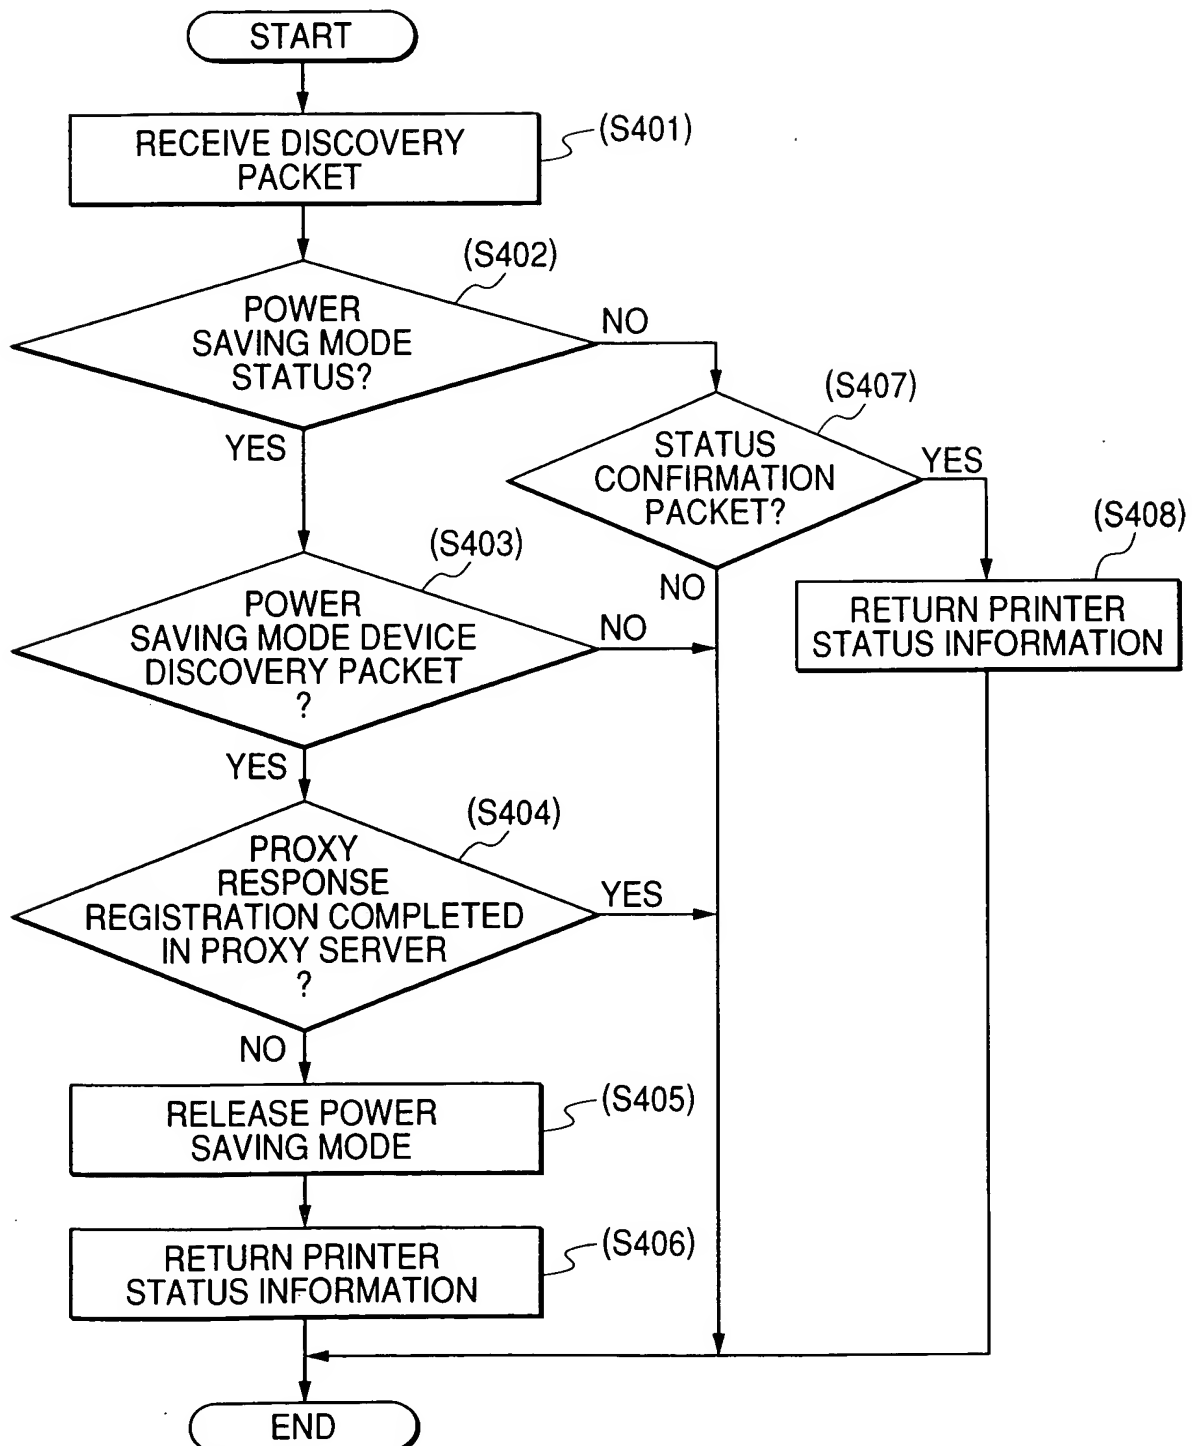 START
RECEIVE DISCOVERY
PACKET
(S401)
(S402)
POWER
SAVING MODE
STATUS?
NO
YES
(S407)
STATUS
CONFIRMATION
PACKET?
YES
NO
(S408)
RETURN PRINTER
STATUS INFORMATION
(S403)
POWER
SAVING MODE DEVICE
DISCOVERY PACKET
?
NO
YES
(S404)
PROXY
RESPONSE
REGISTRATION COMPLETED
IN PROXY SERVER
?
YES
NO
RELEASE POWER
SAVING MODE
(S405)
RETURN PRINTER
STATUS INFORMATION
(S406)
END